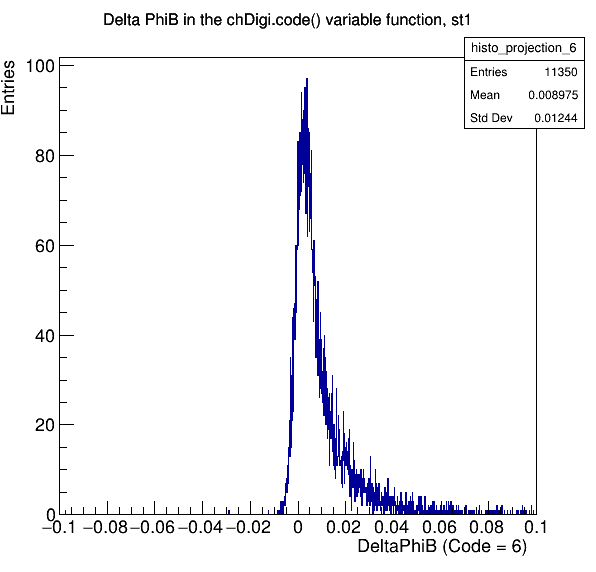 Delta PhiB in the chDigi.code() variable function, st1
histo_projection_6
Entries 11350
Mean 0.008975
Std Dev 0.01244
Entries
100
80
60
40
20
0
−0.1 −0.08 −0.06 −0.04 −0.02 0 0.02 0.04 0.06 0.08 0.1
DeltaPhiB (Code = 6)